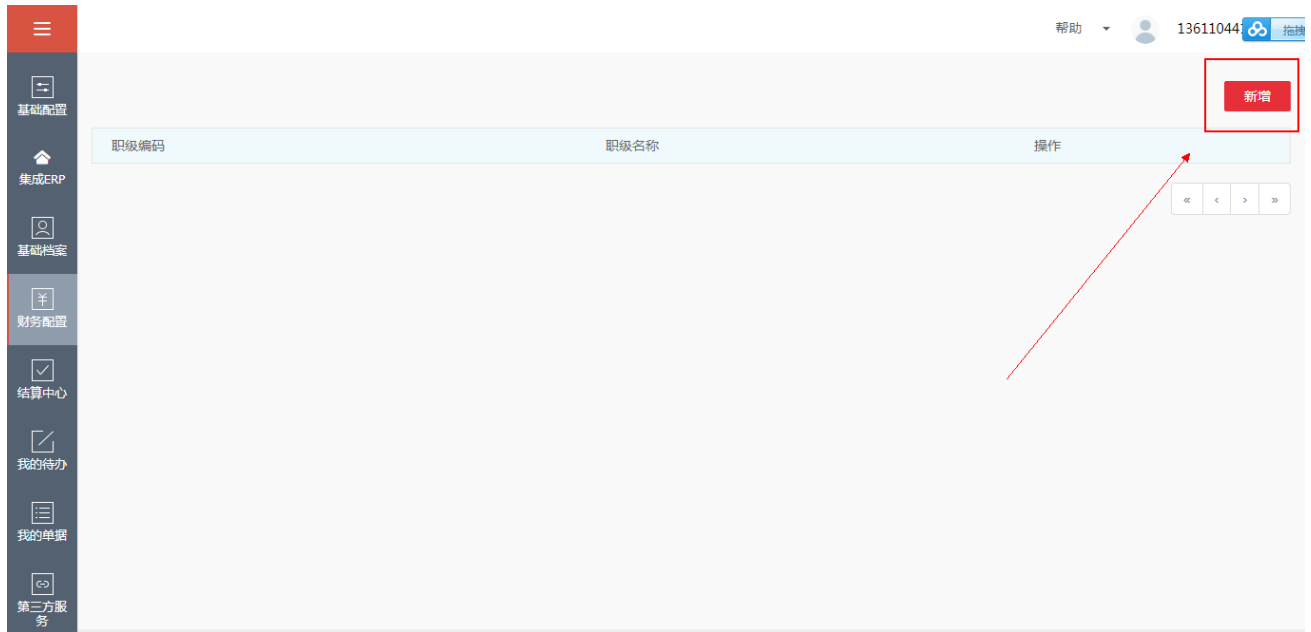 帮助
13611044
新增
基础配置
职级编码 职级名称 操作
集成ERP
« ‹ › »
基础档案
财务配置
结算中心
我的待办
我的单据
第三方服
务